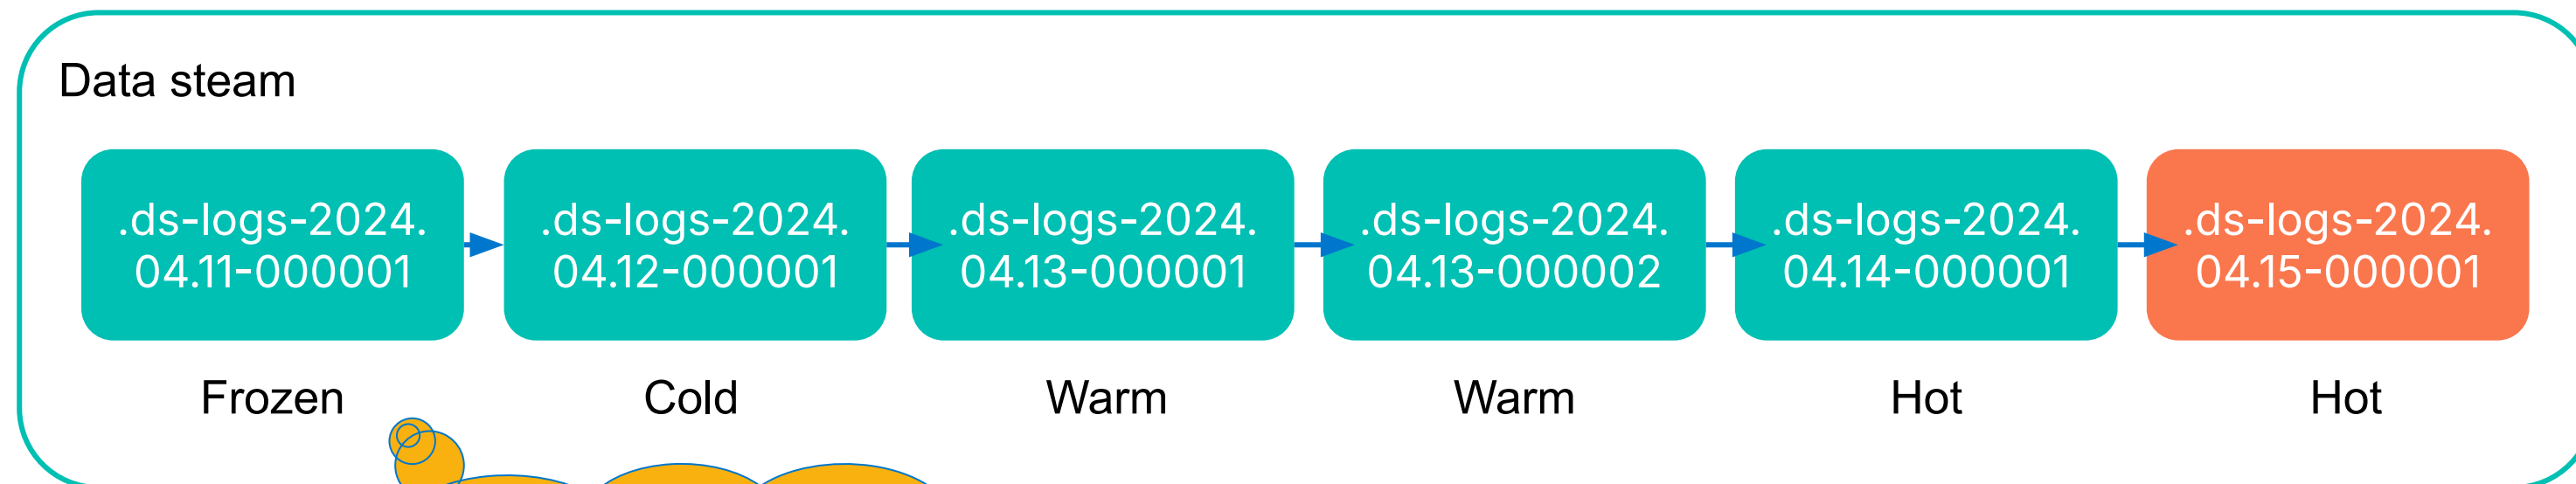 Data steam
.ds-logs-2024.
04.11-000001
.ds-logs-2024.
04.12-000001
.ds-logs-2024.
04.13-000001
.ds-logs-2024.
04.13-000002
.ds-logs-2024.
04.14-000001
.ds-logs-2024.
04.15-000001
Frozen
Cold
Warm
Warm
Hot
Hot